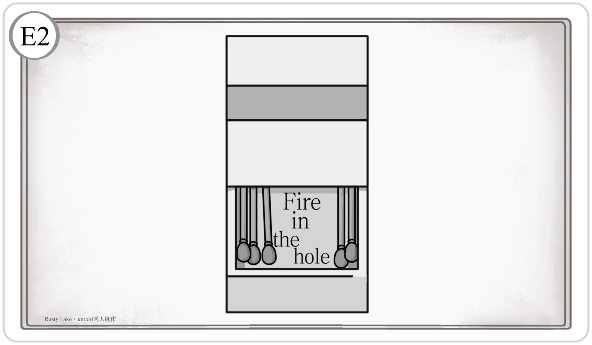 E2
Fire
in
the
hole